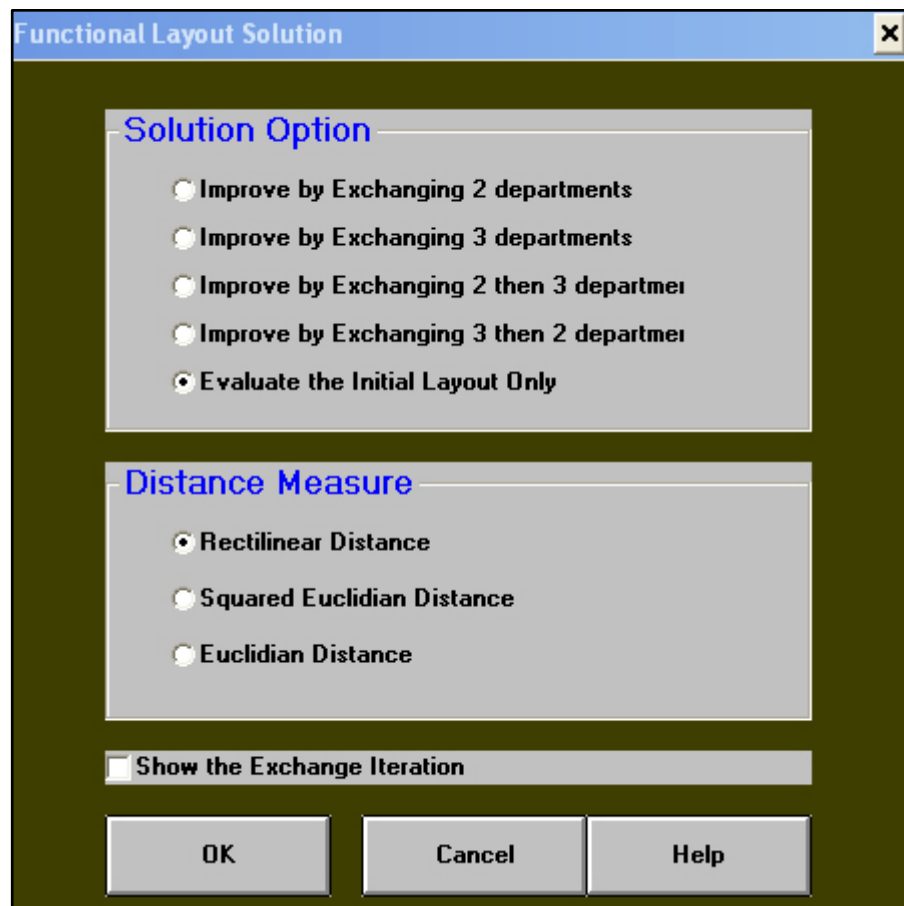 Functional Layout Solution
Solution Option
Improve by Exchanging 2 departments
Improve by Exchanging 3 departments
Improve by Exchanging 2 then 3 departmei
Improve by Exchanging 3 then 2 departmei
Evaluate the Initial Layout Only
Distance Measure
Rectilinear Distance
Squared Euclidian Distance
Euclidian Distance
Show the Exchange Iteration
OK Cancel Help